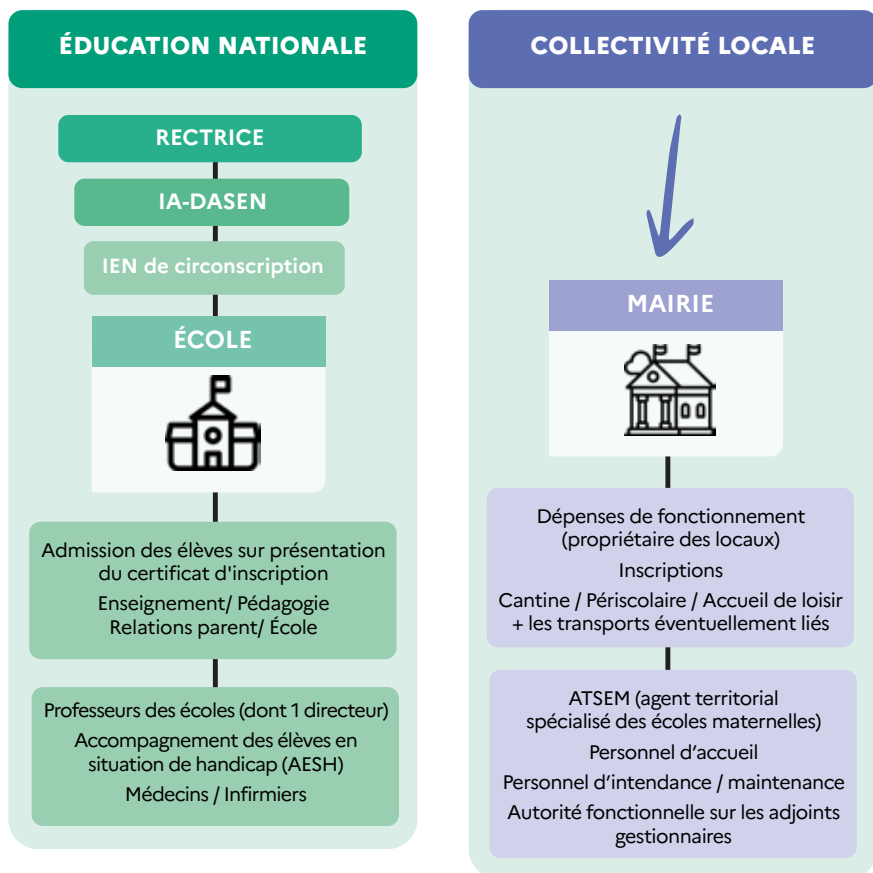 ÉDUCATION NATIONALE
RECTRICE
IA-DASEN
IEN de circonscription
ÉCOLE
Admission des élèves sur présentation
du certificat d'inscription
Enseignement/ Pédagogie
Relations parent/ École
Professeurs des écoles (dont 1 directeur)
Accompagnement des élèves en
situation de handicap (AESH)
Médecins / Infirmiers
COLLECTIVITÉ LOCALE
MAIRIE
Dépenses de fonctionnement
(propriétaire des locaux)
Inscriptions
Cantine / Périscolaire / Accueil de loisir
+ les transports éventuellement liés
ATSEM (agent territorial
spécialisé des écoles maternelles)
Personnel d’accueil
Personnel d’intendance / maintenance
Autorité fonctionnelle sur les adjoints
gestionnaires